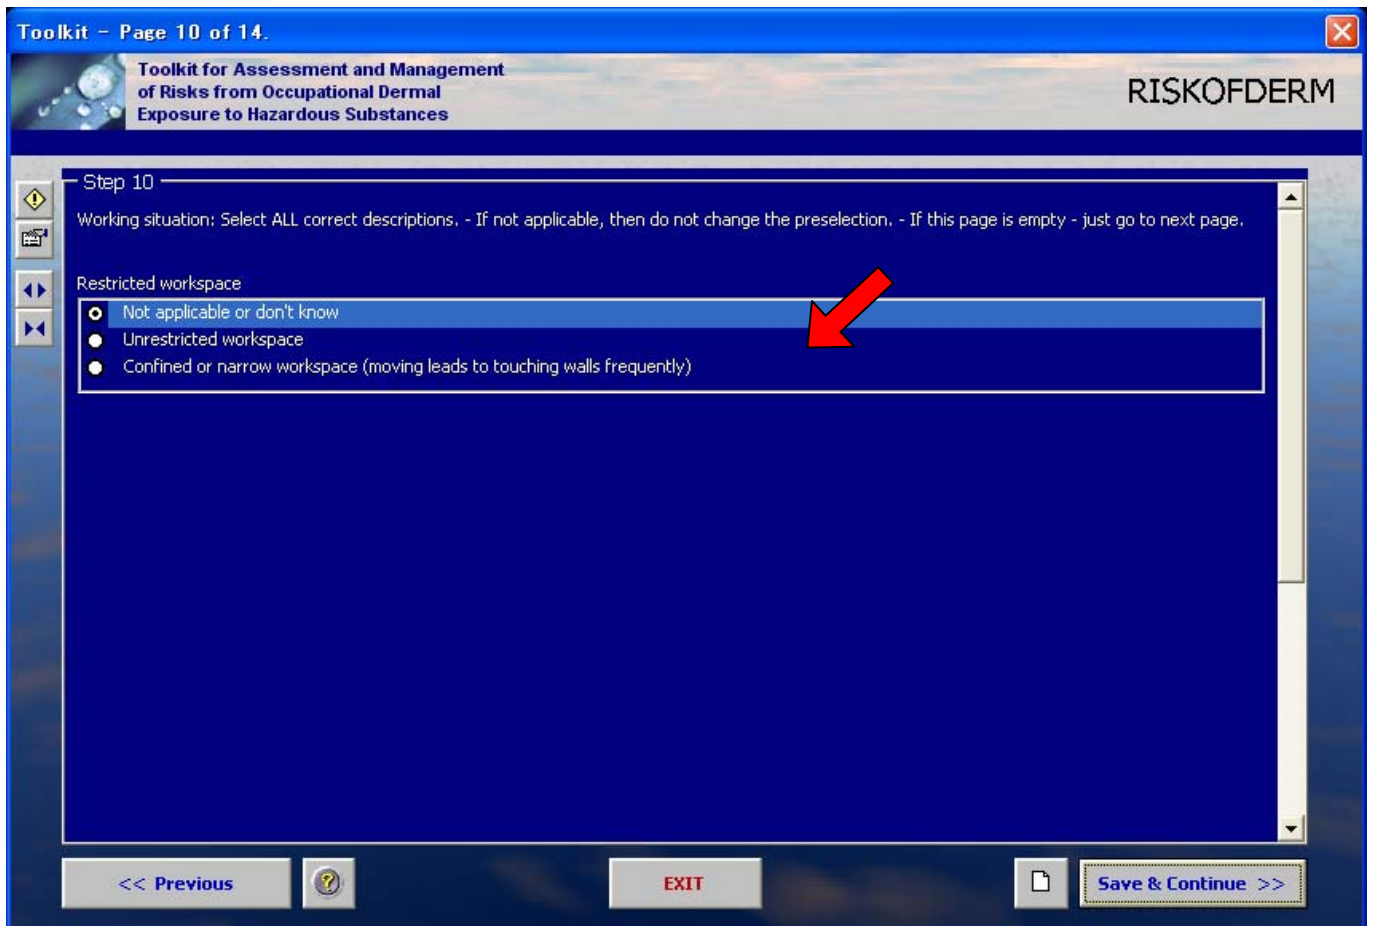 Toolkit - Page 10 of 14.
Toolkit for Assessment and Management
of Risks from Occupational Dermal
Exposure to Hazardous Substances
RISKOFDERM
Step 10
Working situation: Select ALL correct descriptions. - If not applicable, then do not change the preselection. - If this page is empty - just go to next page.
Restricted workspace
Not applicable or don't know
Unrestricted workspace
Confined or narrow workspace (moving leads to touching walls frequently)
<< Previous
EXIT
Save & Continue >>